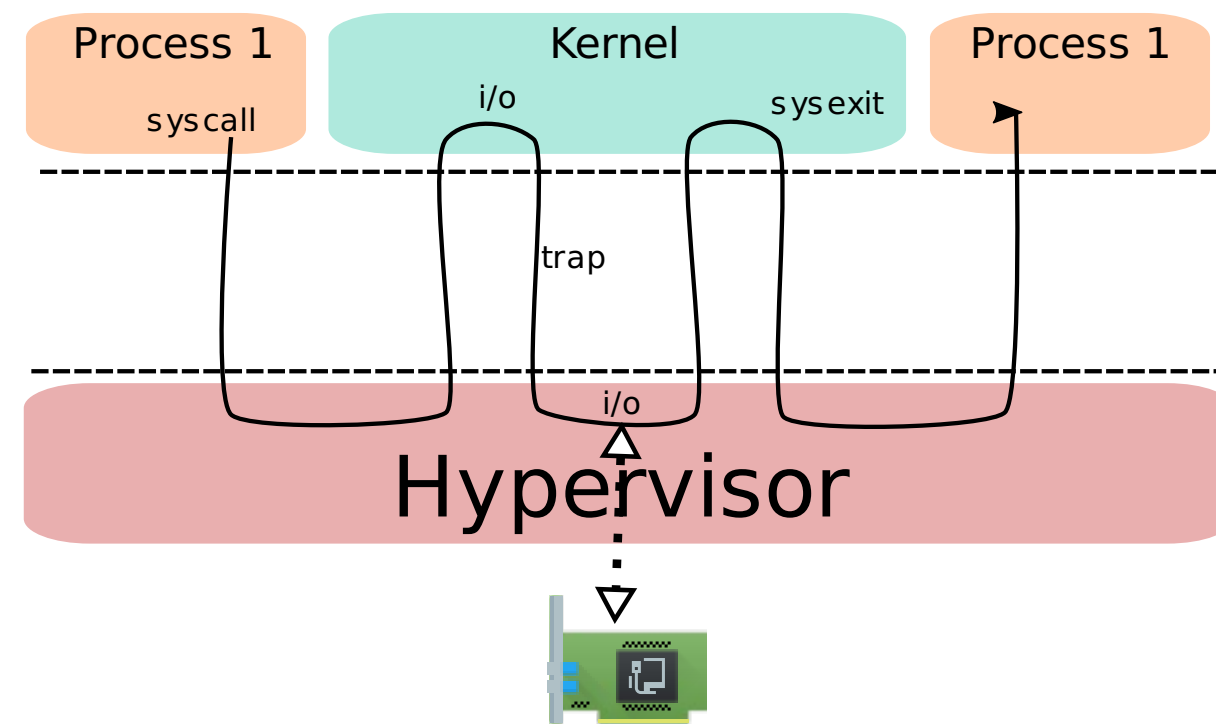 Process 1
Kernel
Process 1
syscall
i/o
sysexit
trap
i/o
Hypervisor